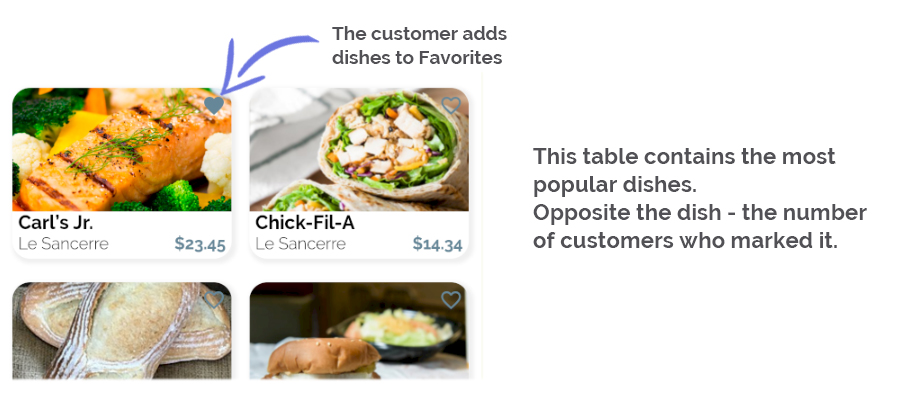 The customer adds
dishes to Favorites
Carl's Jr.
Le Sancerre
$23.45
Chick-Fil-A
Le Sancerre
$14.34
This table contains the most
popular dishes.
Opposite the dish - the number
of customers who marked it.